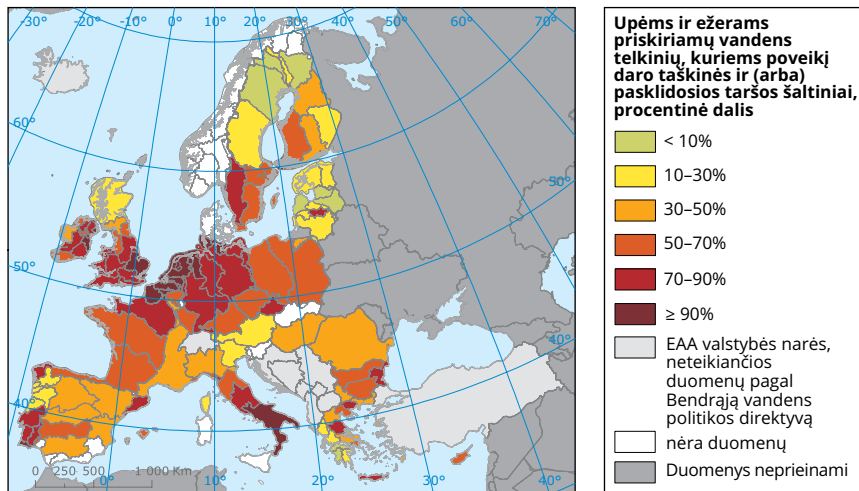 -30° -20° -10° 0° 10° 20° 30° 40° 50° 60° 70°
60°
50°
50°
40°
40°
0 250 500 1 000 Km
0° 10° 20° 30° 40°
Upėms ir ežerams
priskiriamų vandens
telkinių, kuriems poveikį
daro taškinės ir (arba)
pasklidosios taršos šaltiniai,
procentinė dalis
< 10%
10–30%
30–50%
50–70%
70–90%
≥ 90%
EAA valstybės narės,
neteikiančios
duomenų pagal
Bendrąją vandens
politikos direktyvą
nėra duomenų
Duomenys neprieinami